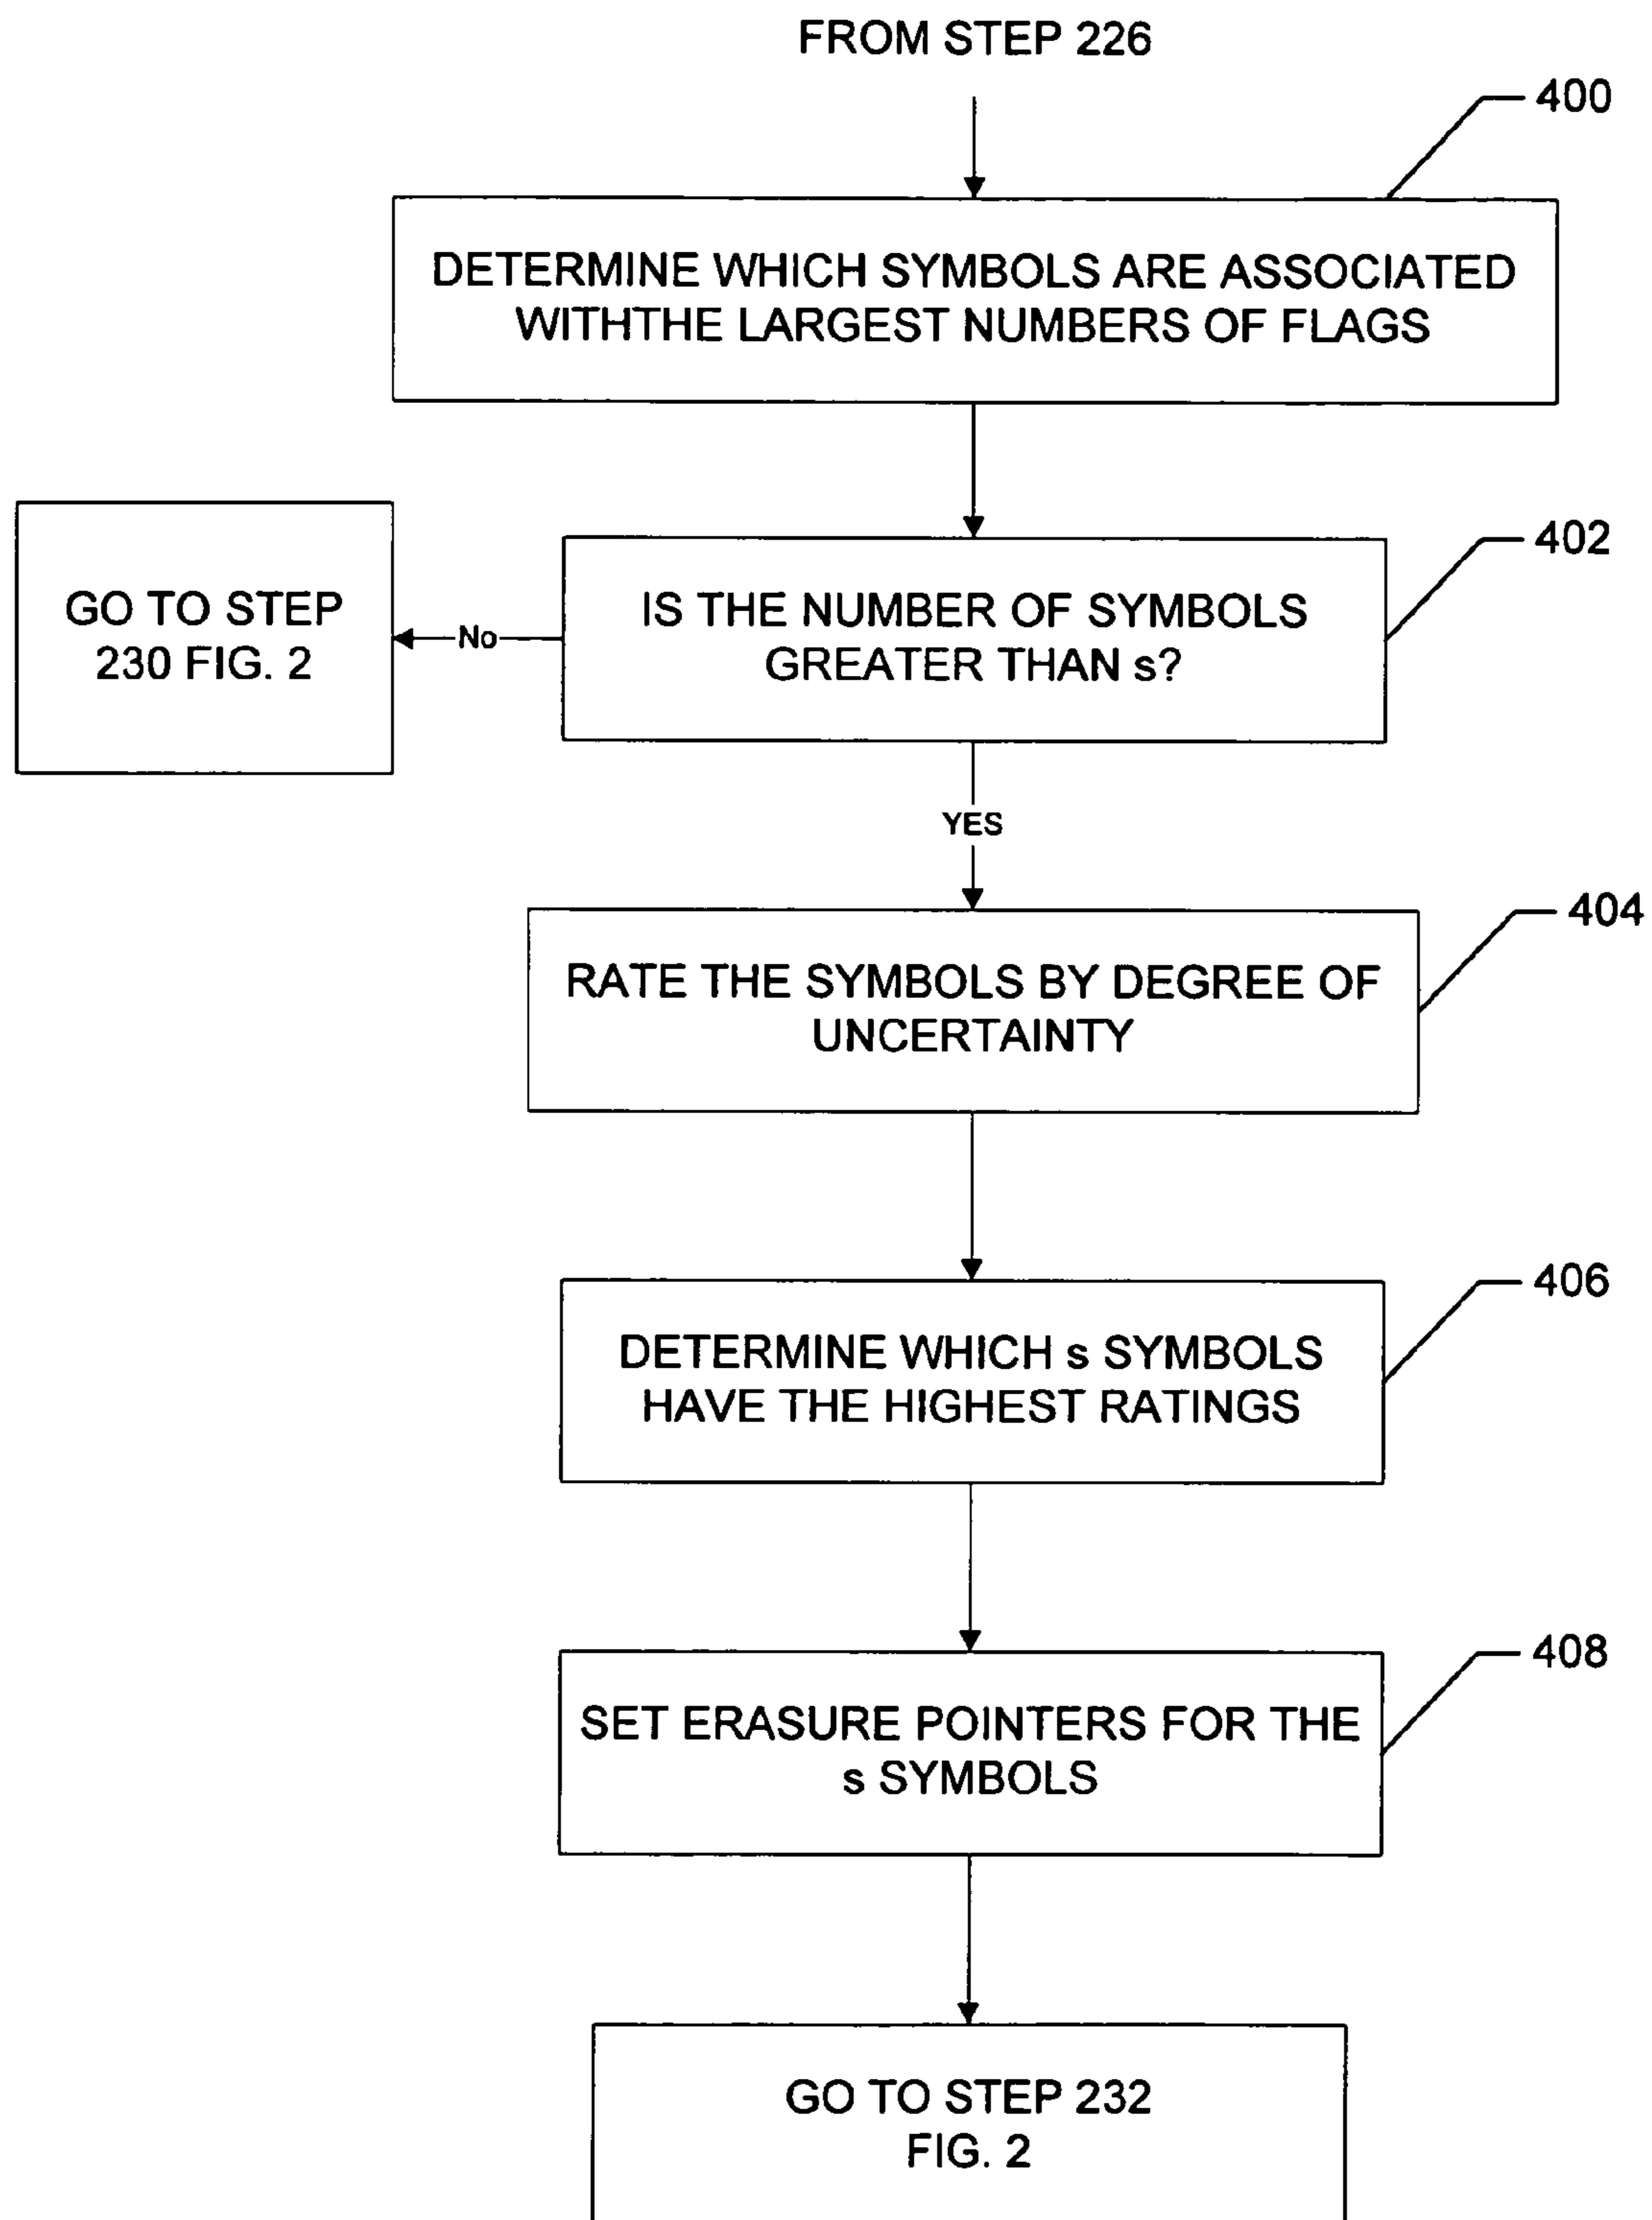 FROM STEP 226
400
DETERMINE WHICH SYMBOLS ARE ASSOCIATED
WITHTHE LARGEST NUMBERS OF FLAGS
402
IS THE NUMBER OF SYMBOLS
GREATER THAN s?
No
GO TO STEP
230 FIG. 2
YES
404
RATE THE SYMBOLS BY DEGREE OF
UNCERTAINTY
406
DETERMINE WHICH s SYMBOLS
HAVE THE HIGHEST RATINGS
408
SET ERASURE POINTERS FOR THE
s SYMBOLS
GO TO STEP 232
FIG. 2